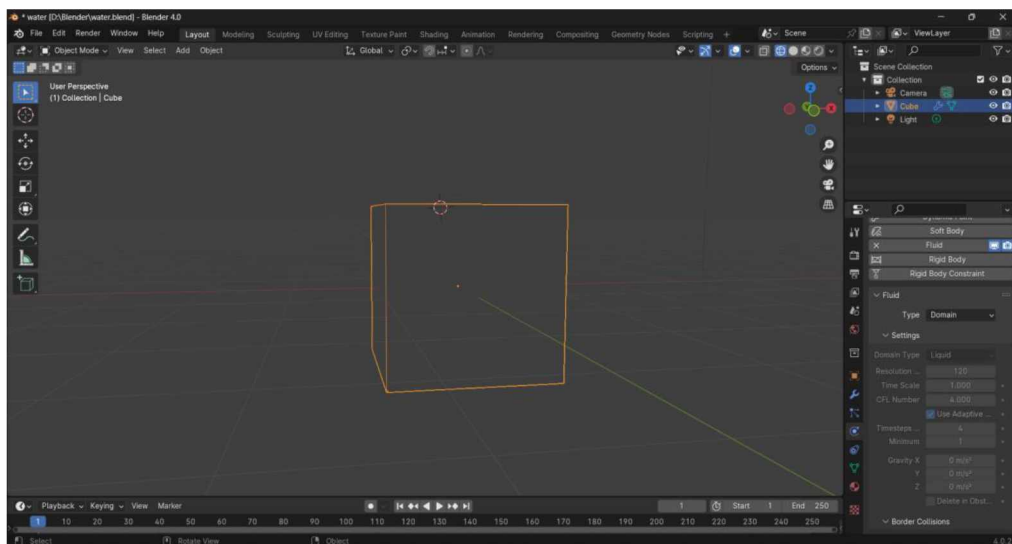 * water [D:\Blender\water.blend] - Blender 4.0
File Edit Render Window Help Layout Modeling Sculpting UV Editing Texture Paint Shading Animation Rendering Compositing Geometry Nodes Scripting + Scene ViewLayer
Object Mode View Select Add Object Global
Options
User Perspective
(1) Collection | Cube
Z
Y
X
Scene Collection
Collection
Camera
Cube
Light
Soft Body
Fluid
Rigid Body
Rigid Body Constraint
Fluid
Type Domain
Settings
Domain Type Liquid
Resolution ... 120
Time Scale 1.000
CFL Number 4.000
Use Adaptive ...
Timesteps ... 4
Minimum 1
Gravity X 0 m/s²
Y 0 m/s²
Z 0 m/s²
Delete in Obst...
Border Collisions
Playback Keying View Marker 1 Start 1 End 250
1 10 20 30 40 50 60 70 80 90 100 110 120 130 140 150 160 170 180 190 200 210 220 230 240 250
Select Rotate View Object 4.0.2